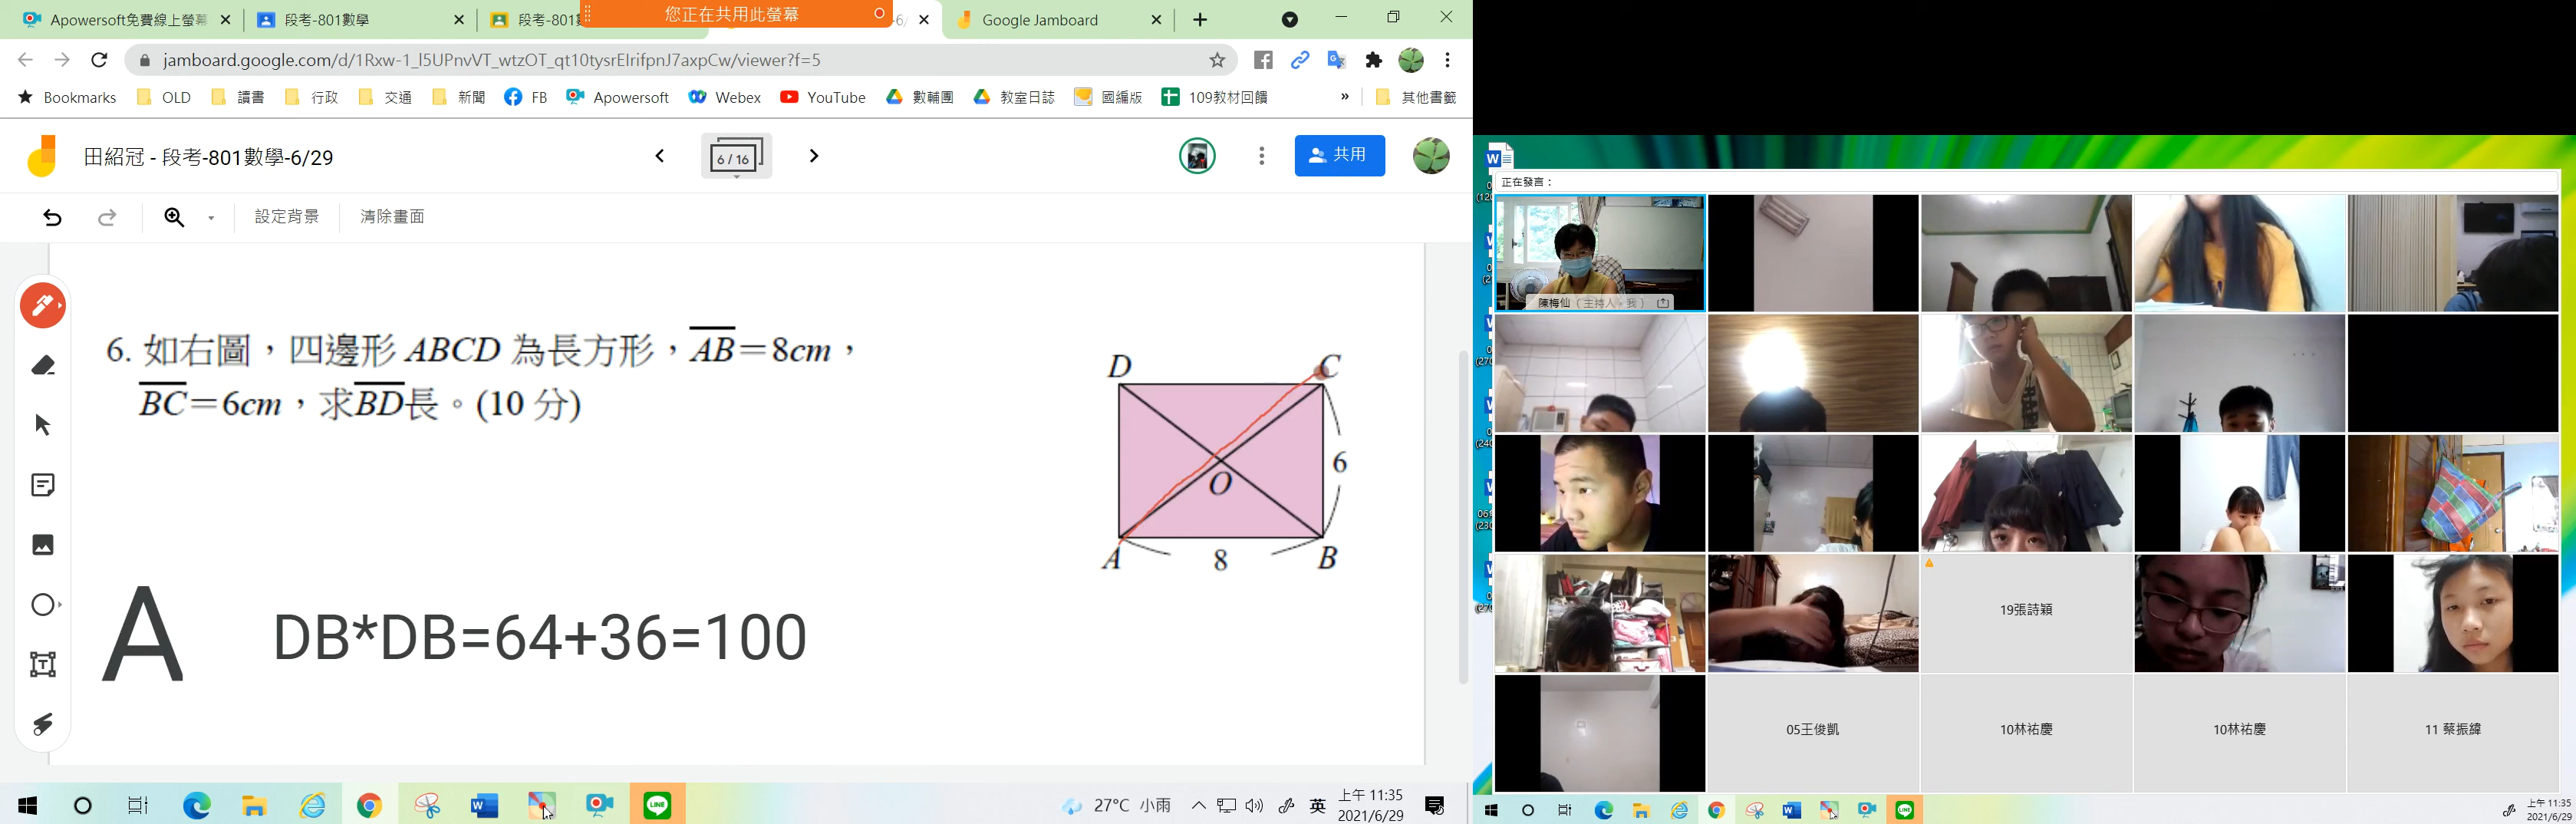 Apowersoft免費線上螢幕
段考-801數學
段考-801
您正在共用此螢幕
Google Jamboard
jamboard.google.com/d/1Rxw-1_l5UPnvVT_wtzOT_qt10tysrEIrifpnJ7axpCw/viewer?f=5
Bookmarks OLD 讀書 行政 交通 新聞 FB Apowersoft Webex YouTube 數輔團 教室日誌 國編版 109教材回饋 » 其他書籤
田紹冠 - 段考-801數學-6/29
6 / 16
共用
設定背景 清除畫面
6. 如右圖，四邊形 ABCD 為長方形，AB＝8cm，
BC＝6cm，求BD長。(10 分)
D C
O 6
A 8 B
A DB*DB=64+36=100
27°C 小雨
英
上午 11:35
2021/6/29
正在發言：
陳梅仙（主持人，我）
19張詩穎
05王俊凱
10林祐慶
10林祐慶
11 蔡振緯
上午 11:35
2021/6/29